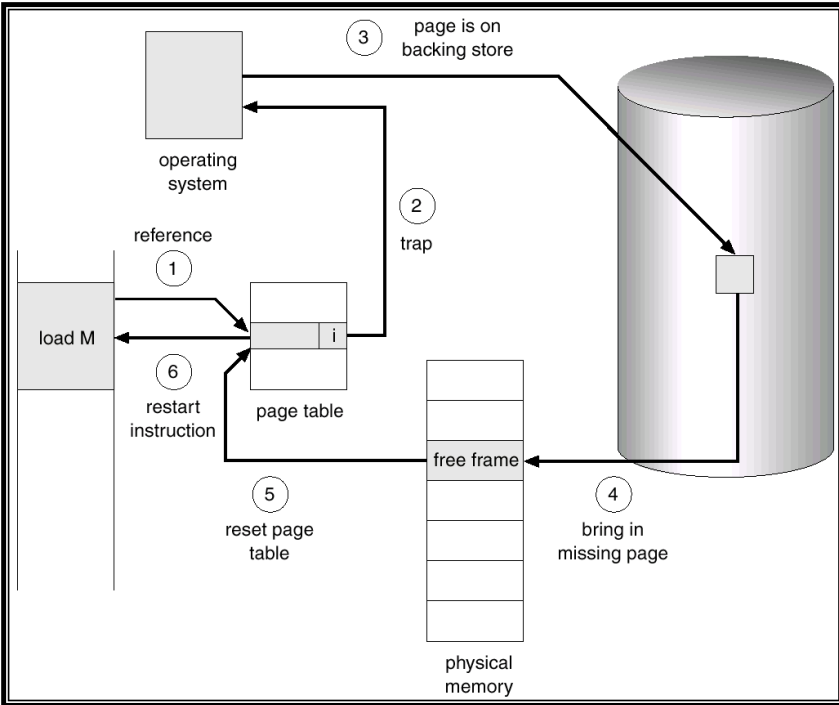 3
page is on
backing store
operating
system
2
trap
reference
1
load M
i
6
restart
instruction
page table
free frame
5
reset page
table
4
bring in
missing page
physical
memory